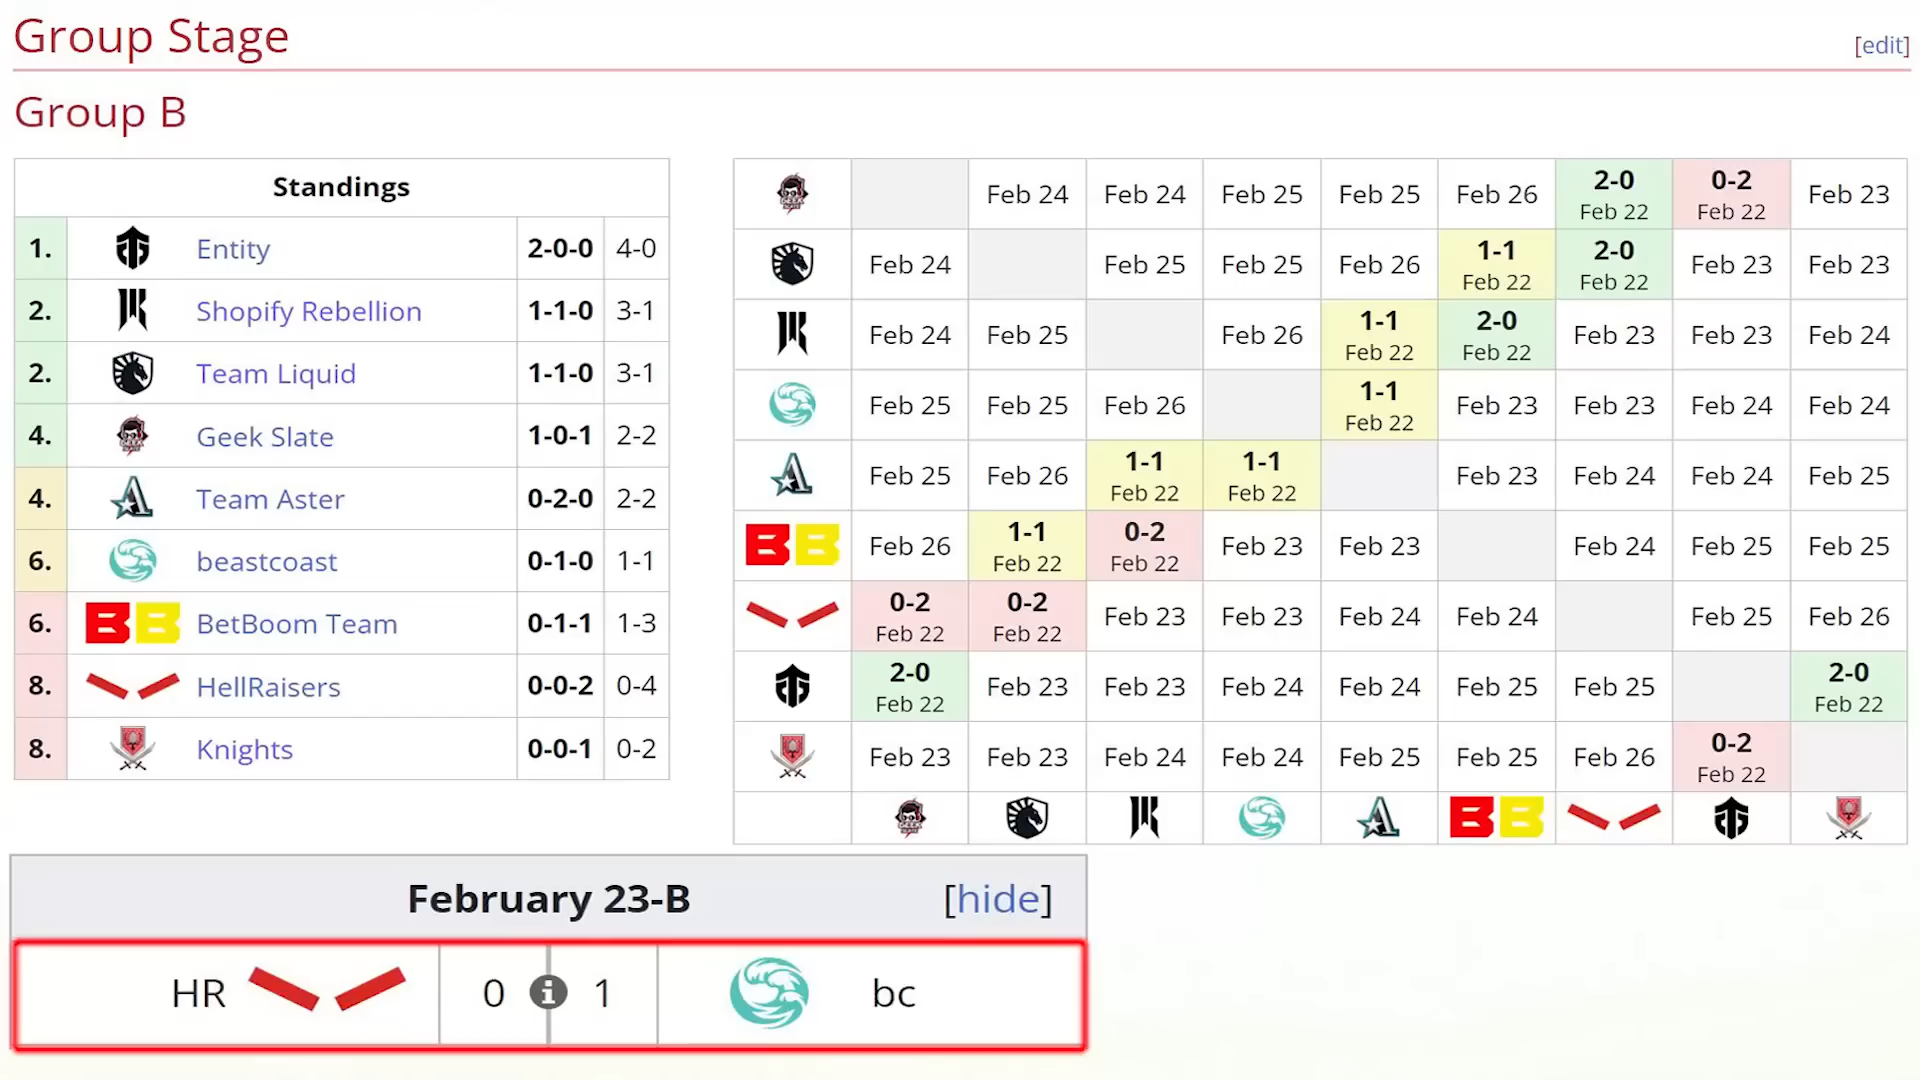 Group Stage
[edit]
Group B
Standings
1. Entity 2-0-0 4-0
2. Shopify Rebellion 1-1-0 3-1
2. Team Liquid 1-1-0 3-1
4. Geek Slate 1-0-1 2-2
4. Team Aster 0-2-0 2-2
6. beastcoast 0-1-0 1-1
6. BetBoom Team 0-1-1 1-3
8. HellRaisers 0-0-2 0-4
8. Knights 0-0-1 0-2
Feb 24 Feb 24 Feb 25 Feb 25 Feb 26 2-0 Feb 22 0-2 Feb 22 Feb 23
Feb 24 Feb 25 Feb 25 Feb 26 1-1 Feb 22 2-0 Feb 22 Feb 23 Feb 23
Feb 24 Feb 25 Feb 26 1-1 Feb 22 2-0 Feb 22 Feb 23 Feb 23 Feb 24
Feb 25 Feb 25 Feb 26 1-1 Feb 22 Feb 23 Feb 23 Feb 24 Feb 24
Feb 25 Feb 26 1-1 Feb 22 1-1 Feb 22 Feb 23 Feb 24 Feb 24 Feb 25
BB Feb 26 1-1 Feb 22 0-2 Feb 22 Feb 23 Feb 23 Feb 24 Feb 25 Feb 25
0-2 Feb 22 0-2 Feb 22 Feb 23 Feb 23 Feb 24 Feb 24 Feb 25 Feb 26
2-0 Feb 22 Feb 23 Feb 23 Feb 24 Feb 24 Feb 25 Feb 25 2-0 Feb 22
Feb 23 Feb 23 Feb 24 Feb 24 Feb 25 Feb 25 Feb 26 0-2 Feb 22
BB
February 23-B [hide]
HR 0 i 1 bc